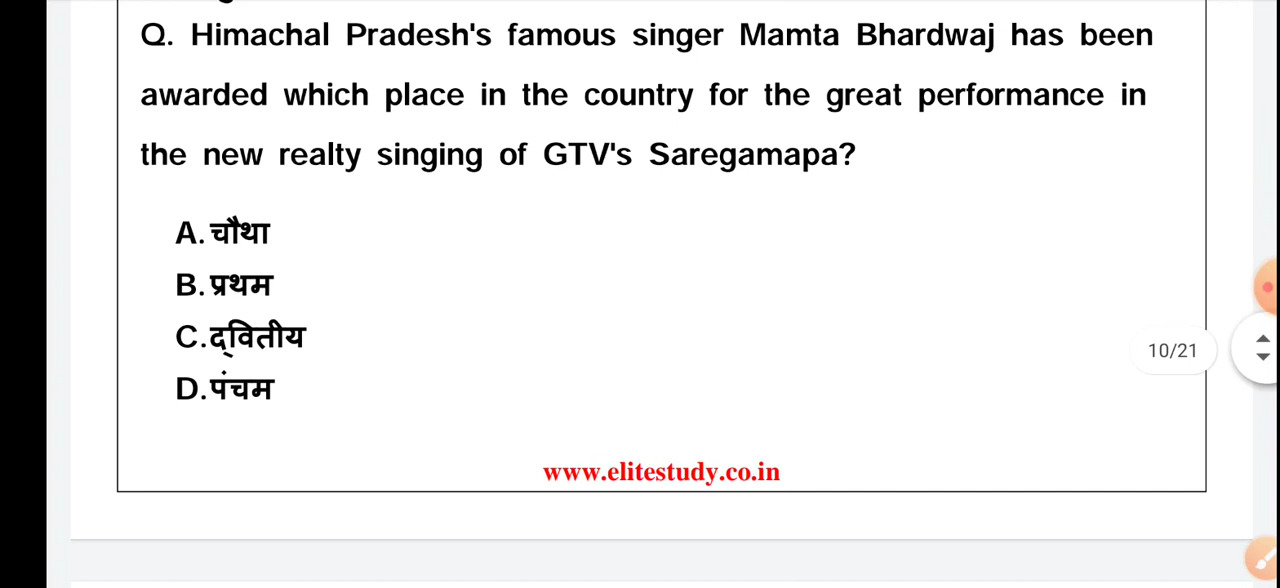 Q. Himachal Pradesh's famous singer Mamta Bhardwaj has been
awarded which place in the country for the great performance in
the new realty singing of GTV's Saregamapa?
A. चौथा
B. प्रथम
C. द्वितीय
D. पंचम
10/21
www.elitestudy.co.in